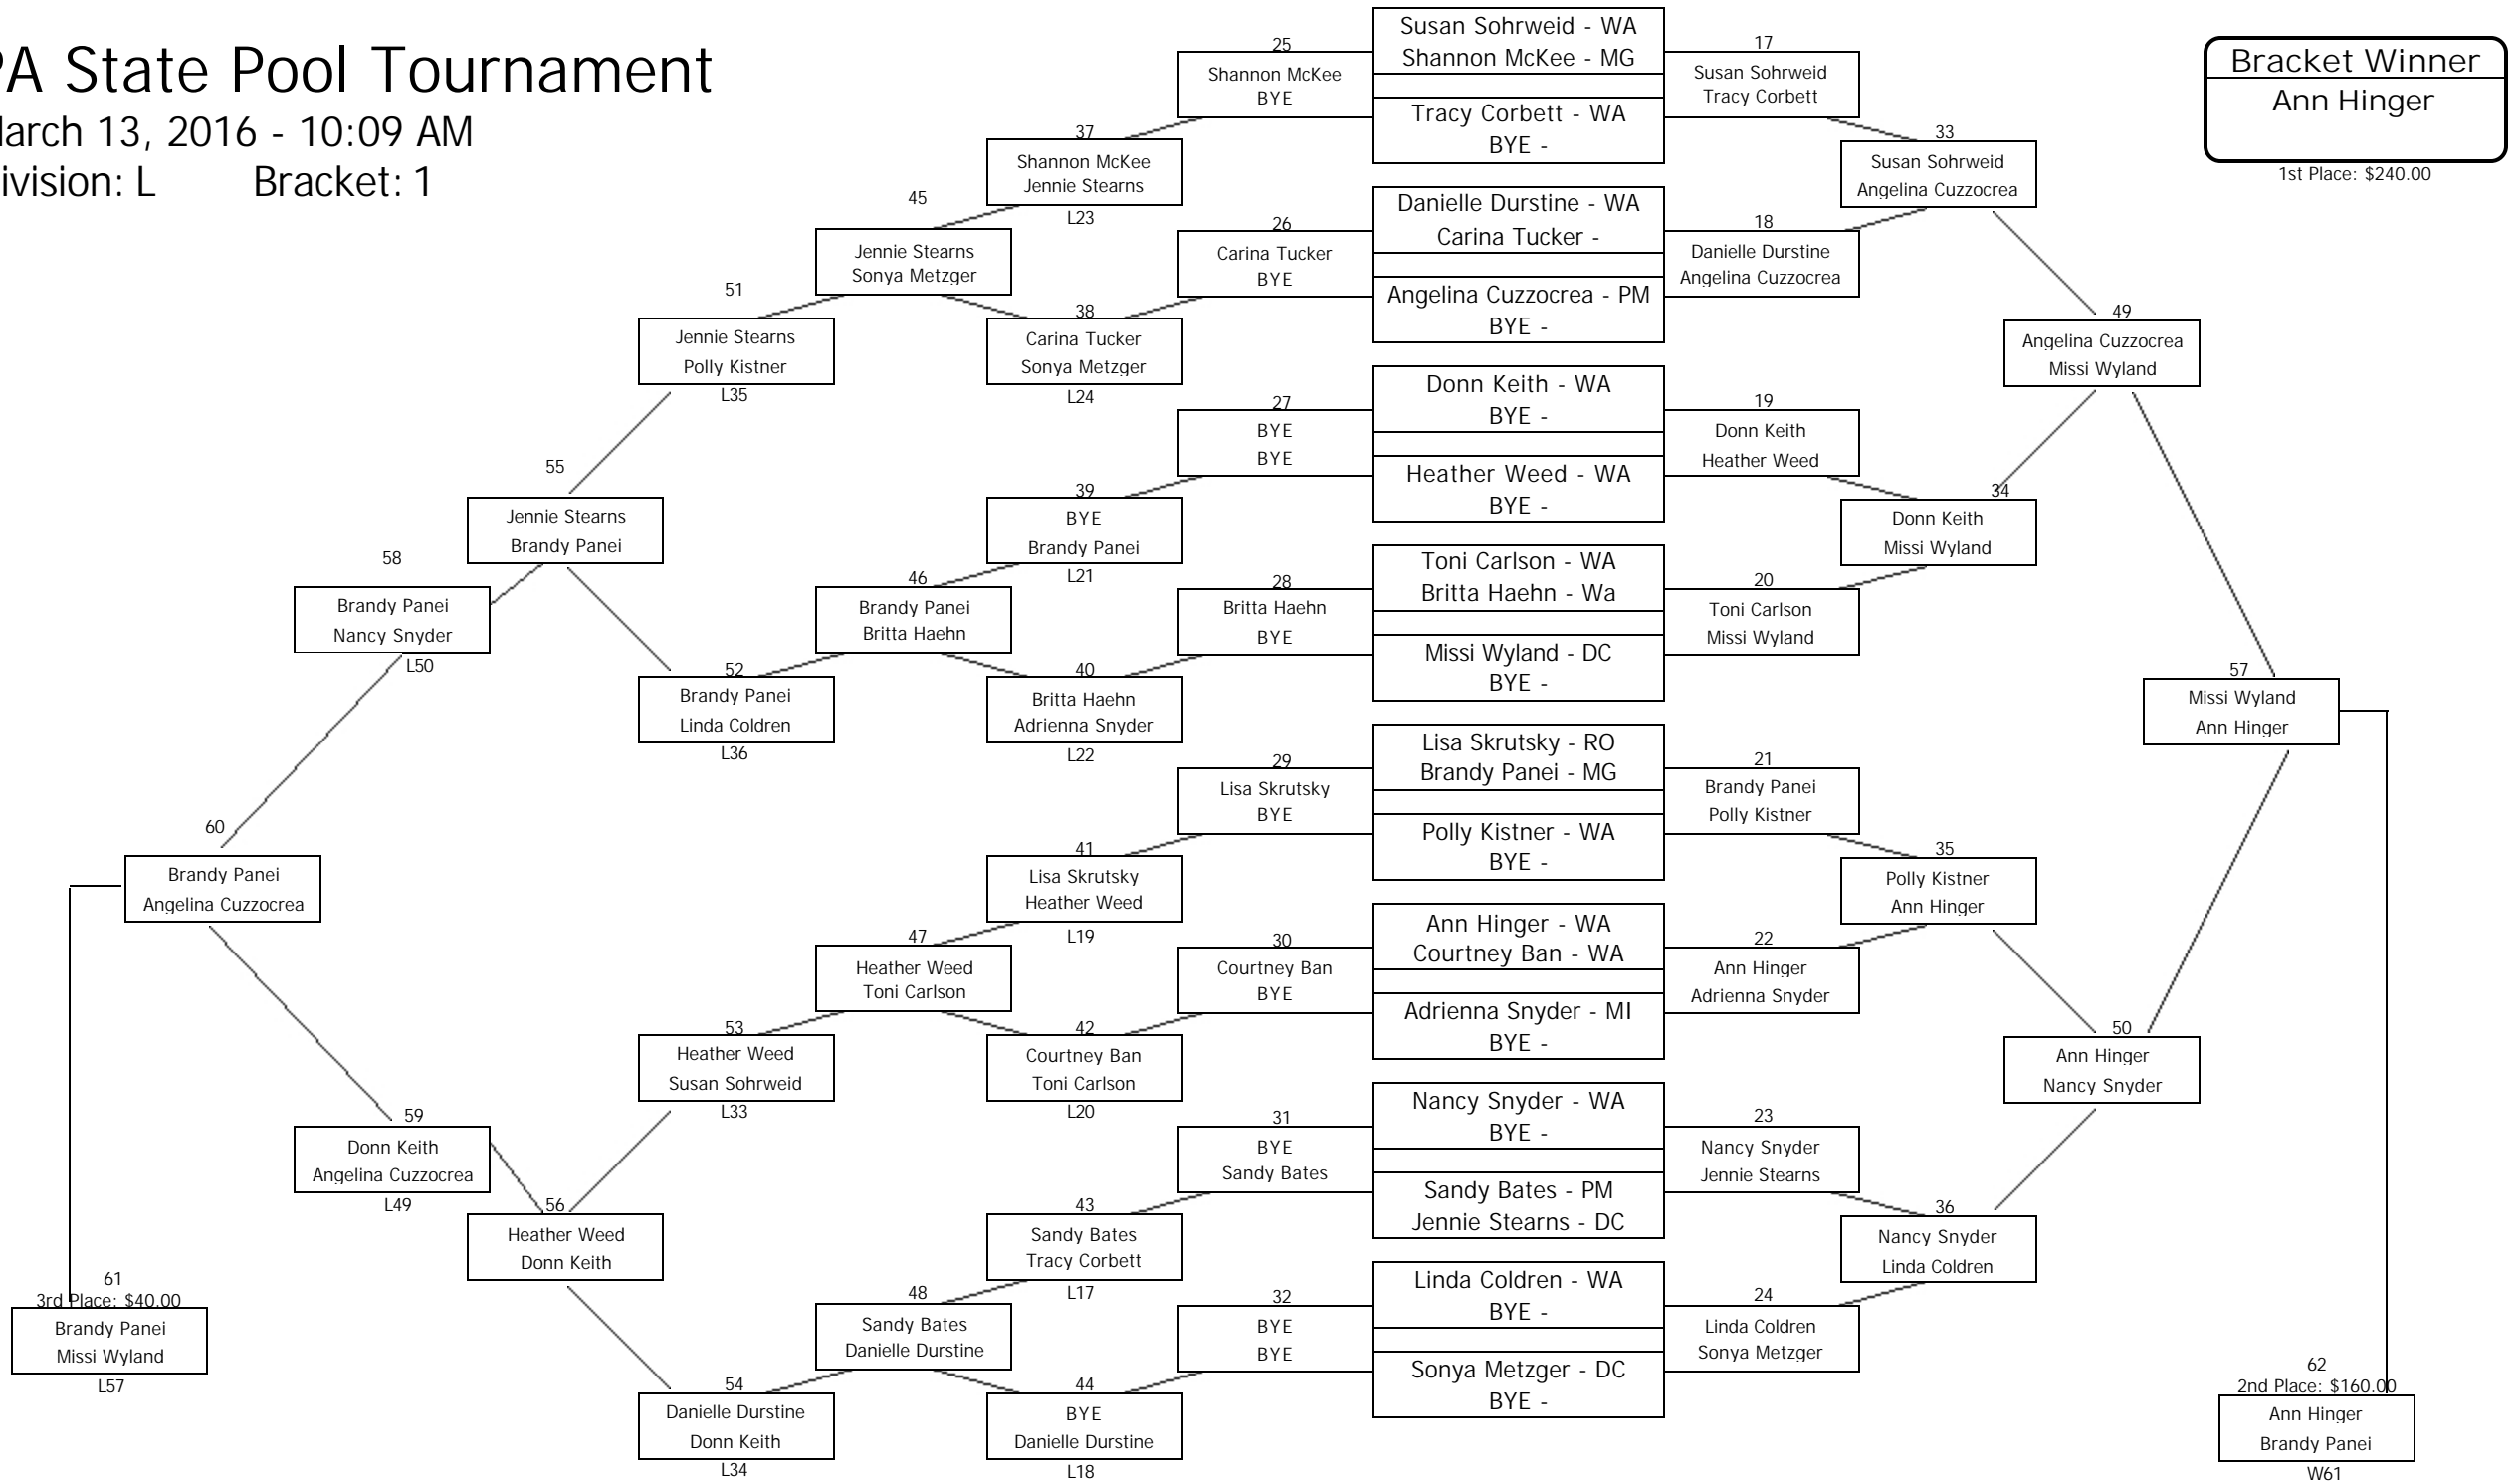 PA State Pool Tournament
March 13, 2016 - 10:09 AM
Division: L Bracket: 1
Bracket Winner
Ann Hinger
1st Place: $240.00
61
3rd Place: $40.00
Brandy Panei
Missi Wyland
L57
60
Brandy Panei
Angelina Cuzzocrea
58
Brandy Panei
Nancy Snyder
L50
59
Donn Keith
Angelina Cuzzocrea
L49
55
Jennie Stearns
Brandy Panei
56
Heather Weed
Donn Keith
51
Jennie Stearns
Polly Kistner
L35
52
Brandy Panei
Linda Coldren
L36
53
Heather Weed
Susan Sohrweid
L33
54
Danielle Durstine
Donn Keith
L34
45
Jennie Stearns
Sonya Metzger
46
Brandy Panei
Britta Haehn
47
Heather Weed
Toni Carlson
48
Sandy Bates
Danielle Durstine
37
Shannon McKee
Jennie Stearns
L23
38
Carina Tucker
Sonya Metzger
L24
39
BYE
Brandy Panei
L21
40
Britta Haehn
Adrienna Snyder
L22
41
Lisa Skrutsky
Heather Weed
L19
42
Courtney Ban
Toni Carlson
L20
43
Sandy Bates
Tracy Corbett
L17
44
BYE
Danielle Durstine
L18
25
Shannon McKee
BYE
26
Carina Tucker
BYE
27
BYE
BYE
28
Britta Haehn
BYE
29
Lisa Skrutsky
BYE
30
Courtney Ban
BYE
31
BYE
Sandy Bates
32
BYE
BYE
Susan Sohrweid - WA
Shannon McKee - MG
Tracy Corbett - WA
BYE -
Danielle Durstine - WA
Carina Tucker -
Angelina Cuzzocrea - PM
BYE -
Donn Keith - WA
BYE -
Heather Weed - WA
BYE -
Toni Carlson - WA
Britta Haehn - Wa
Missi Wyland - DC
BYE -
Lisa Skrutsky - RO
Brandy Panei - MG
Polly Kistner - WA
BYE -
Ann Hinger - WA
Courtney Ban - WA
Adrienna Snyder - MI
BYE -
Nancy Snyder - WA
BYE -
Sandy Bates - PM
Jennie Stearns - DC
Linda Coldren - WA
BYE -
Sonya Metzger - DC
BYE -
17
Susan Sohrweid
Tracy Corbett
18
Danielle Durstine
Angelina Cuzzocrea
19
Donn Keith
Heather Weed
20
Toni Carlson
Missi Wyland
21
Brandy Panei
Polly Kistner
22
Ann Hinger
Adrienna Snyder
23
Nancy Snyder
Jennie Stearns
24
Linda Coldren
Sonya Metzger
33
Susan Sohrweid
Angelina Cuzzocrea
34
Donn Keith
Missi Wyland
35
Polly Kistner
Ann Hinger
36
Nancy Snyder
Linda Coldren
49
Angelina Cuzzocrea
Missi Wyland
50
Ann Hinger
Nancy Snyder
57
Missi Wyland
Ann Hinger
62
2nd Place: $160.00
Ann Hinger
Brandy Panei
W61